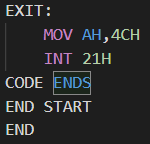 EXIT:
MOV AH,4CH
INT 21H
CODE ENDS
END START
END